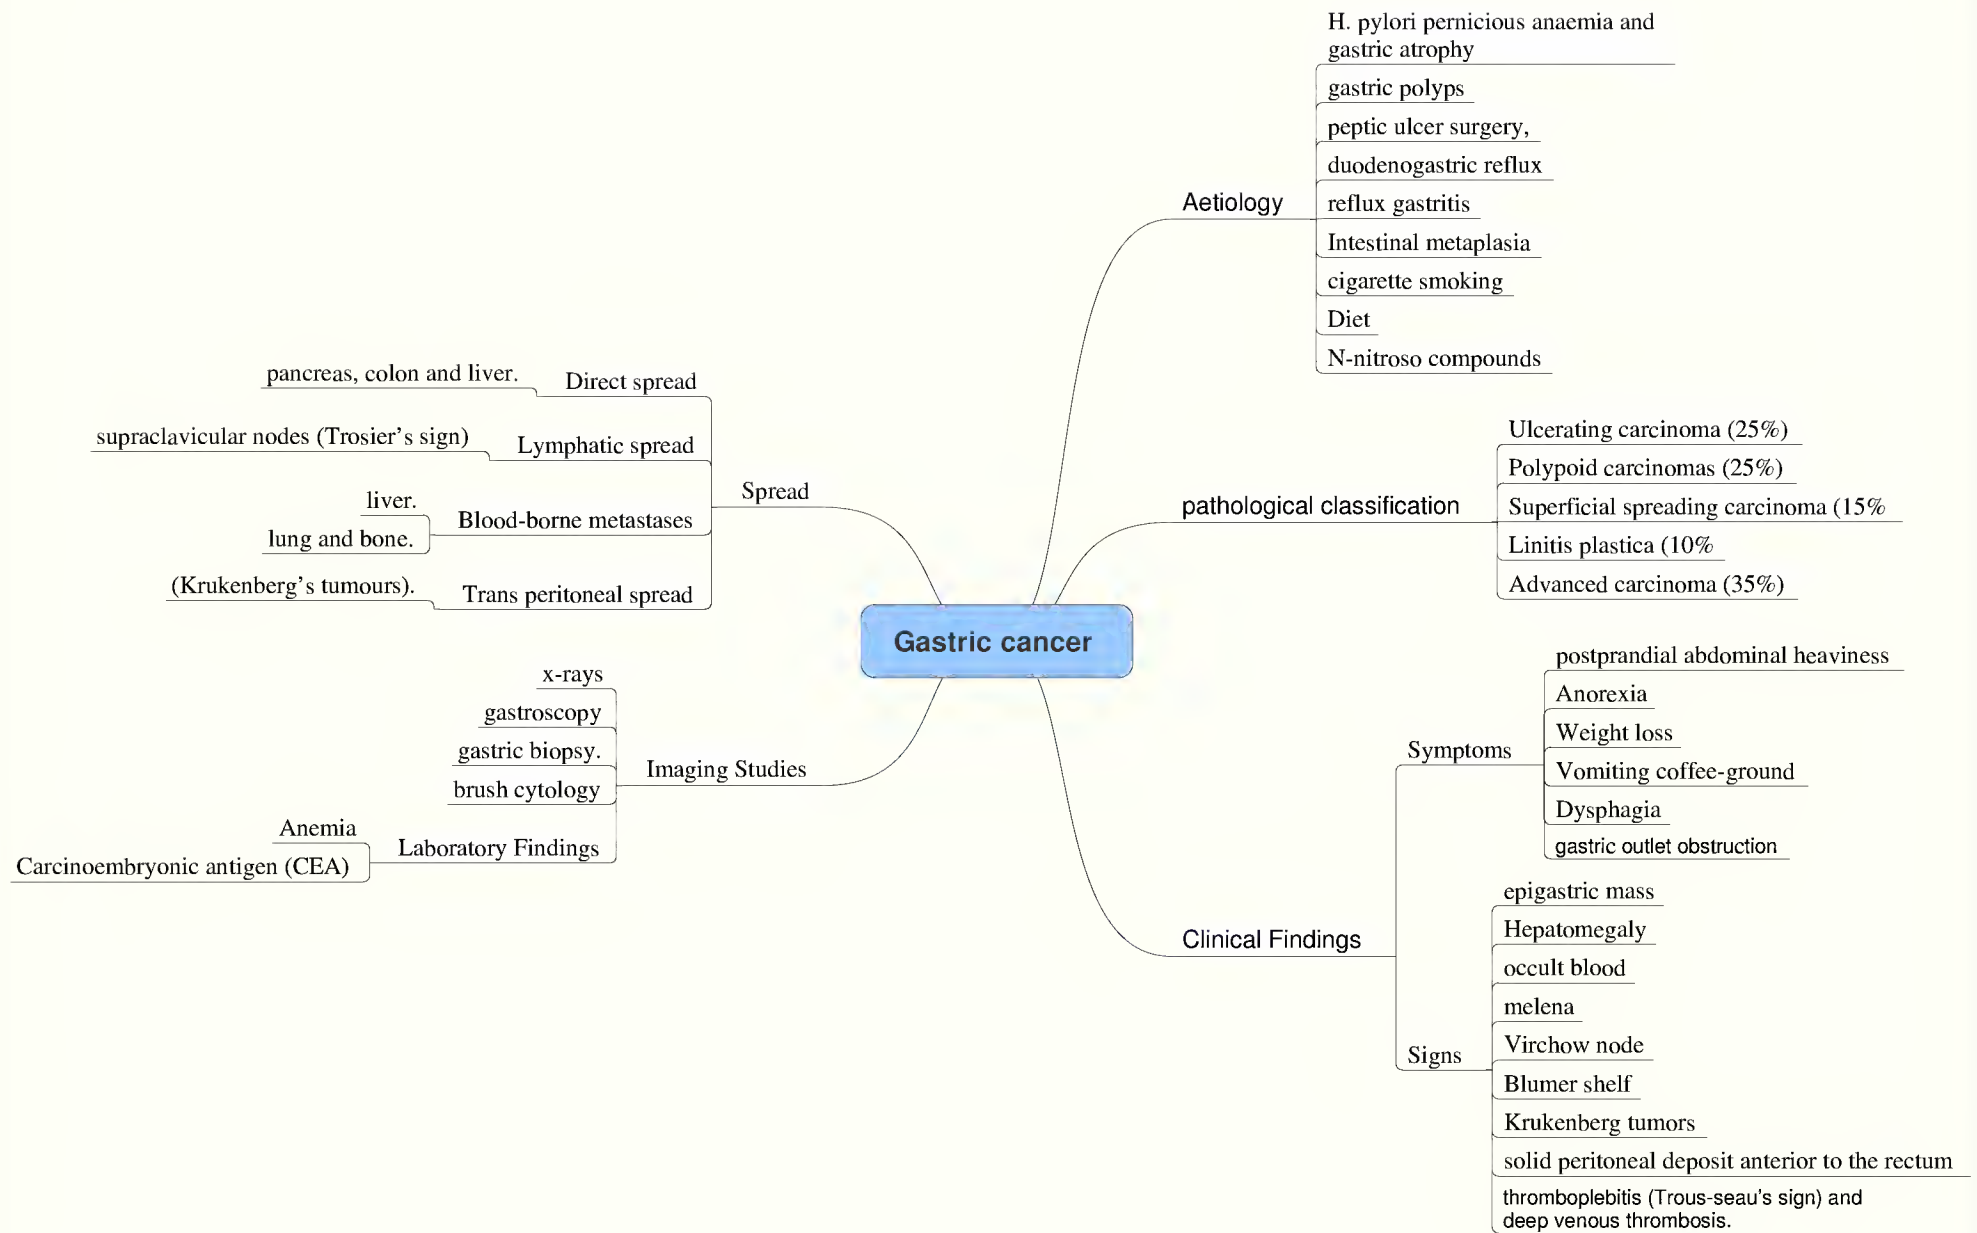 Gastric cancer
Aetiology
H. pylori pernicious anaemia and
gastric atrophy
gastric polyps
peptic ulcer surgery,
duodenogastric reflux
reflux gastritis
Intestinal metaplasia
cigarette smoking
Diet
N-nitroso compounds
pathological classification
Ulcerating carcinoma (25%)
Polypoid carcinomas (25%)
Superficial spreading carcinoma (15%
Linitis plastica (10%
Advanced carcinoma (35%)
Clinical Findings
Symptoms
postprandial abdominal heaviness
Anorexia
Weight loss
Vomiting coffee-ground
Dysphagia
gastric outlet obstruction
Signs
epigastric mass
Hepatomegaly
occult blood
melena
Virchow node
Blumer shelf
Krukenberg tumors
solid peritoneal deposit anterior to the rectum
thromboplebitis (Trous-seau's sign) and
deep venous thrombosis.
Spread
Direct spread
pancreas, colon and liver.
Lymphatic spread
supraclavicular nodes (Trosier's sign)
Blood-borne metastases
liver.
lung and bone.
Trans peritoneal spread
(Krukenberg's tumours).
Imaging Studies
x-rays
gastroscopy
gastric biopsy.
brush cytology
Laboratory Findings
Anemia
Carcinoembryonic antigen (CEA)